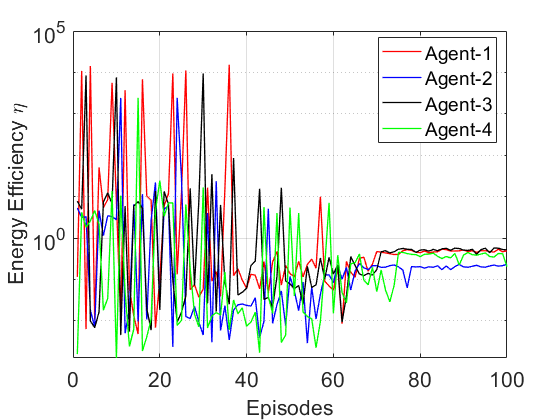 10^5
Energy Efficiency η
10^0
Agent-1
Agent-2
Agent-3
Agent-4
0 20 40 60 80 100
Episodes